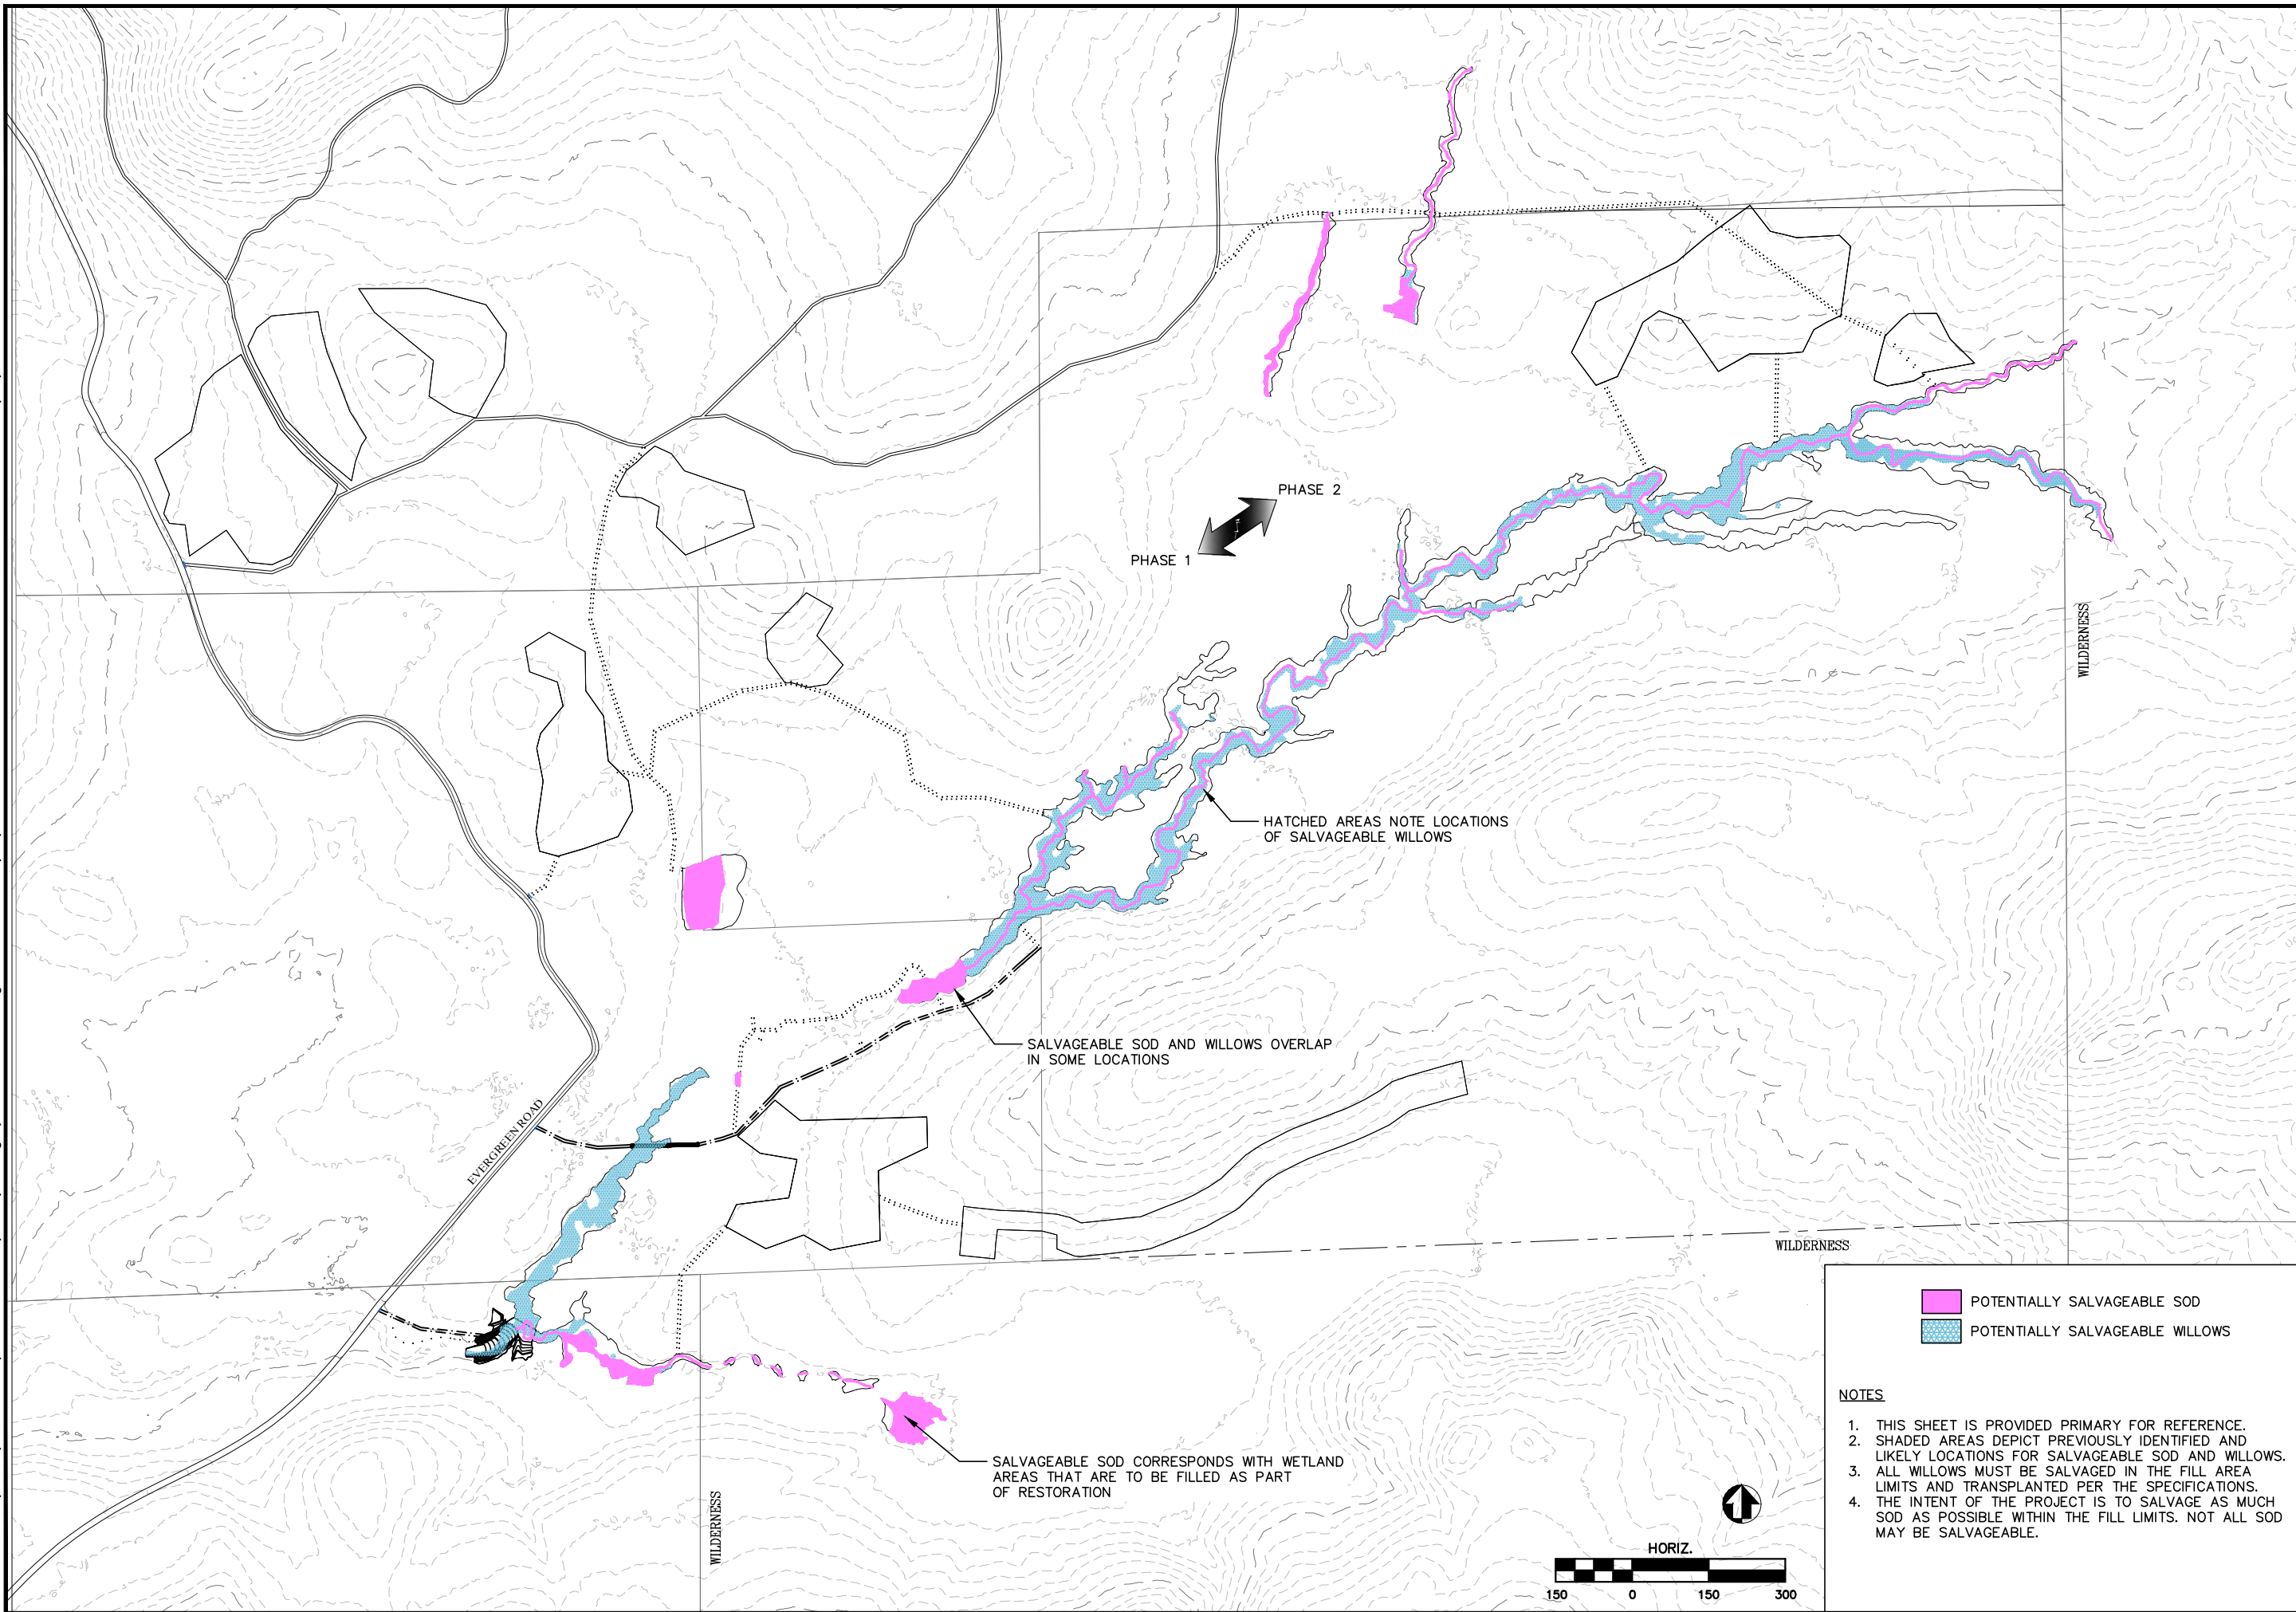 PHASE 2
PHASE 1
WILDERNESS
HATCHED AREAS NOTE LOCATIONS
OF SALVAGEABLE WILLOWS
SALVAGEABLE SOD AND WILLOWS OVERLAP
IN SOME LOCATIONS
EVERGREEN ROAD
WILDERNESS
SALVAGEABLE SOD CORRESPONDS WITH WETLAND
AREAS THAT ARE TO BE FILLED AS PART
OF RESTORATION
WILDERNESS
HORIZ.
150 0 150 300
POTENTIALLY SALVAGEABLE SOD
POTENTIALLY SALVAGEABLE WILLOWS
NOTES
1. THIS SHEET IS PROVIDED PRIMARY FOR REFERENCE.
2. SHADED AREAS DEPICT PREVIOUSLY IDENTIFIED AND
LIKELY LOCATIONS FOR SALVAGEABLE SOD AND WILLOWS.
3. ALL WILLOWS MUST BE SALVAGED IN THE FILL AREA
LIMITS AND TRANSPLANTED PER THE SPECIFICATIONS.
4. THE INTENT OF THE PROJECT IS TO SALVAGE AS MUCH
SOD AS POSSIBLE WITHIN THE FILL LIMITS. NOT ALL SOD
MAY BE SALVAGEABLE.